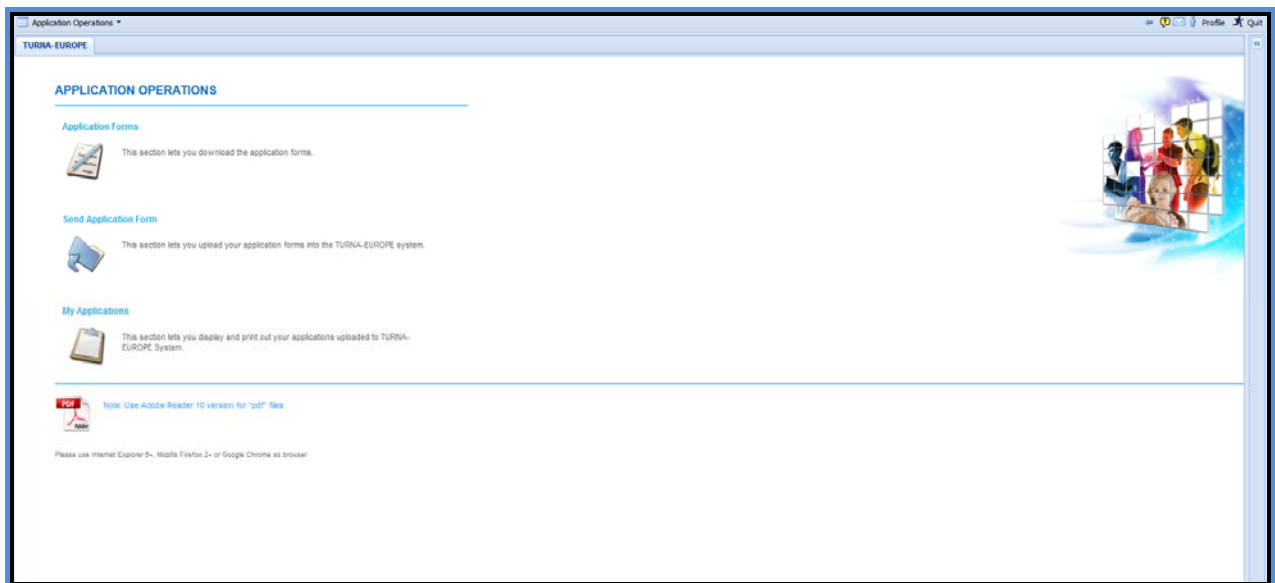 Application Operations
Profile Quit
TURNA-EUROPE
APPLICATION OPERATIONS
Application Forms
This section lets you download the application forms.
Send Application Form
This section lets you upload your application forms into the TURNA-EUROPE system.
My Applications
This section lets you display and print out your applications uploaded to TURNA-
EUROPE System.
PDF
Adobe
Note: Use Adobe Reader 10 version for "pdf" files
Please use Internet Explorer 6+, Mozilla Firefox 2+ or Google Chrome as browser